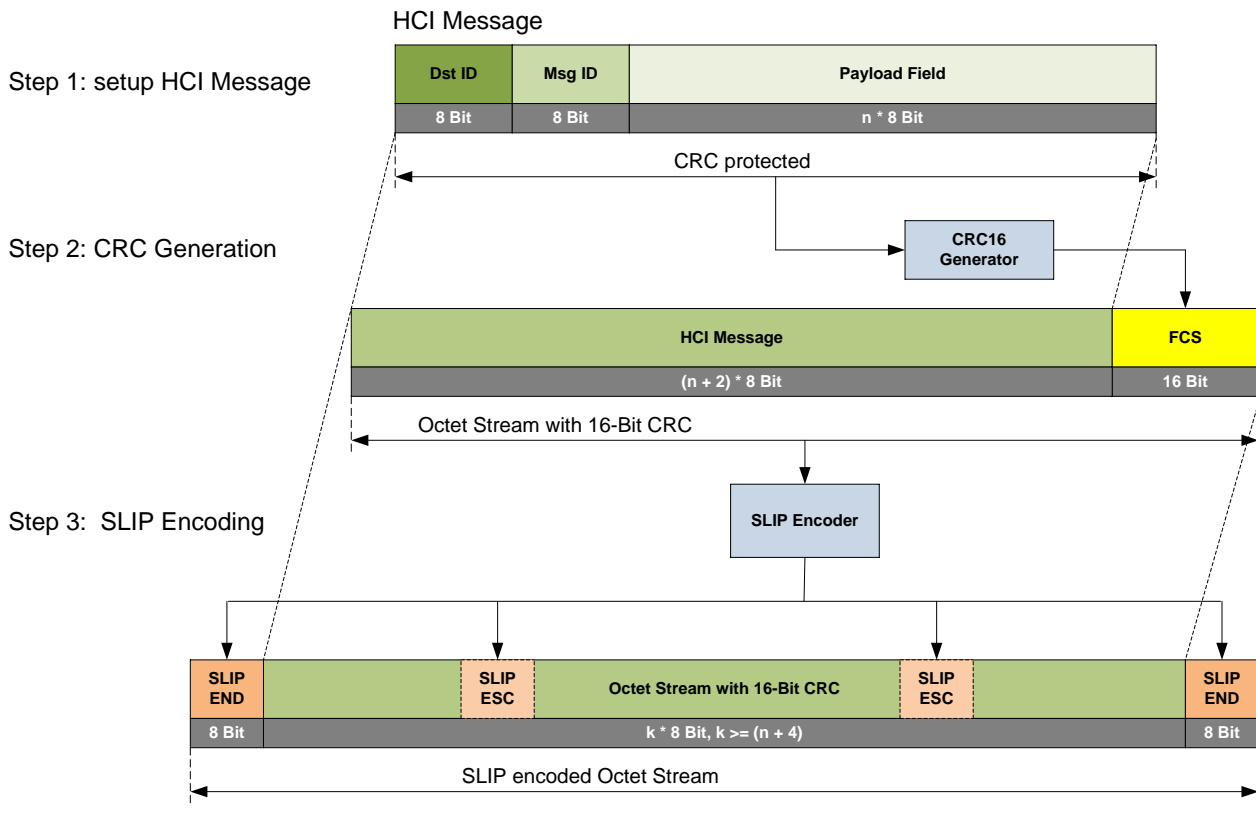 HCI Message
Step 1: setup HCI Message
Dst ID
Msg ID
Payload Field
8 Bit
8 Bit
n * 8 Bit
CRC protected
Step 2: CRC Generation
CRC16
Generator
HCI Message
FCS
(n + 2) * 8 Bit
16 Bit
Octet Stream with 16-Bit CRC
Step 3: SLIP Encoding
SLIP Encoder
SLIP
END
SLIP
ESC
Octet Stream with 16-Bit CRC
SLIP
ESC
SLIP
END
8 Bit
k * 8 Bit, k >= (n + 4)
8 Bit
SLIP encoded Octet Stream